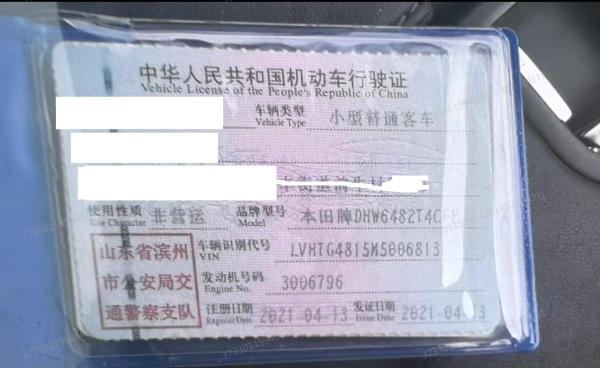 中华人民共和国机动车行驶证
Vehicle License of the People's Republic of China
车辆类型 小型普通客车
Vehicle Type
街道前
使用性质 非营运 品牌型号 本田牌DHW6482T4C
Use Character Model
山东省滨州 车辆识别代号 LVHTG4815M5006813
VIN
市公安局交 发动机号码 3006796
Engine No.
通警察支队 注册日期 2021-04-13 发证日期 2021-04-13
Register Date Issue Date